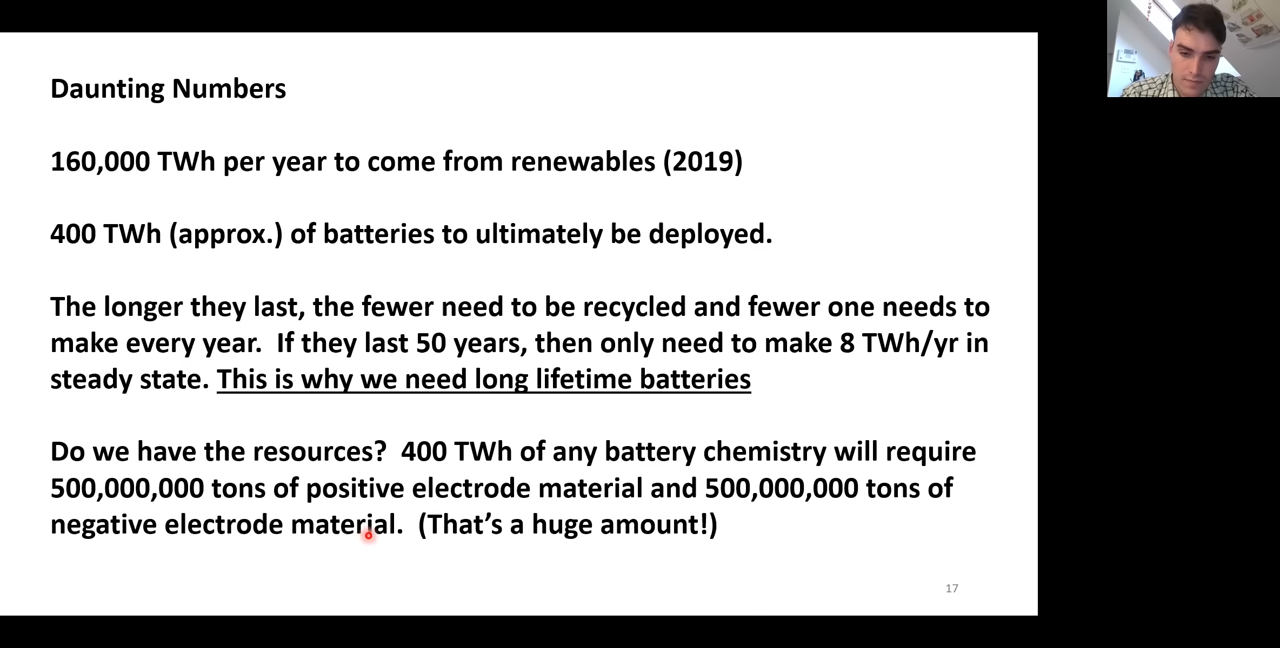 Daunting Numbers
160,000 TWh per year to come from renewables (2019)
400 TWh (approx.) of batteries to ultimately be deployed.
The longer they last, the fewer need to be recycled and fewer one needs to
make every year.  If they last 50 years, then only need to make 8 TWh/yr in
steady state. This is why we need long lifetime batteries
Do we have the resources?  400 TWh of any battery chemistry will require
500,000,000 tons of positive electrode material and 500,000,000 tons of
negative electrode material.  (That’s a huge amount!)
17